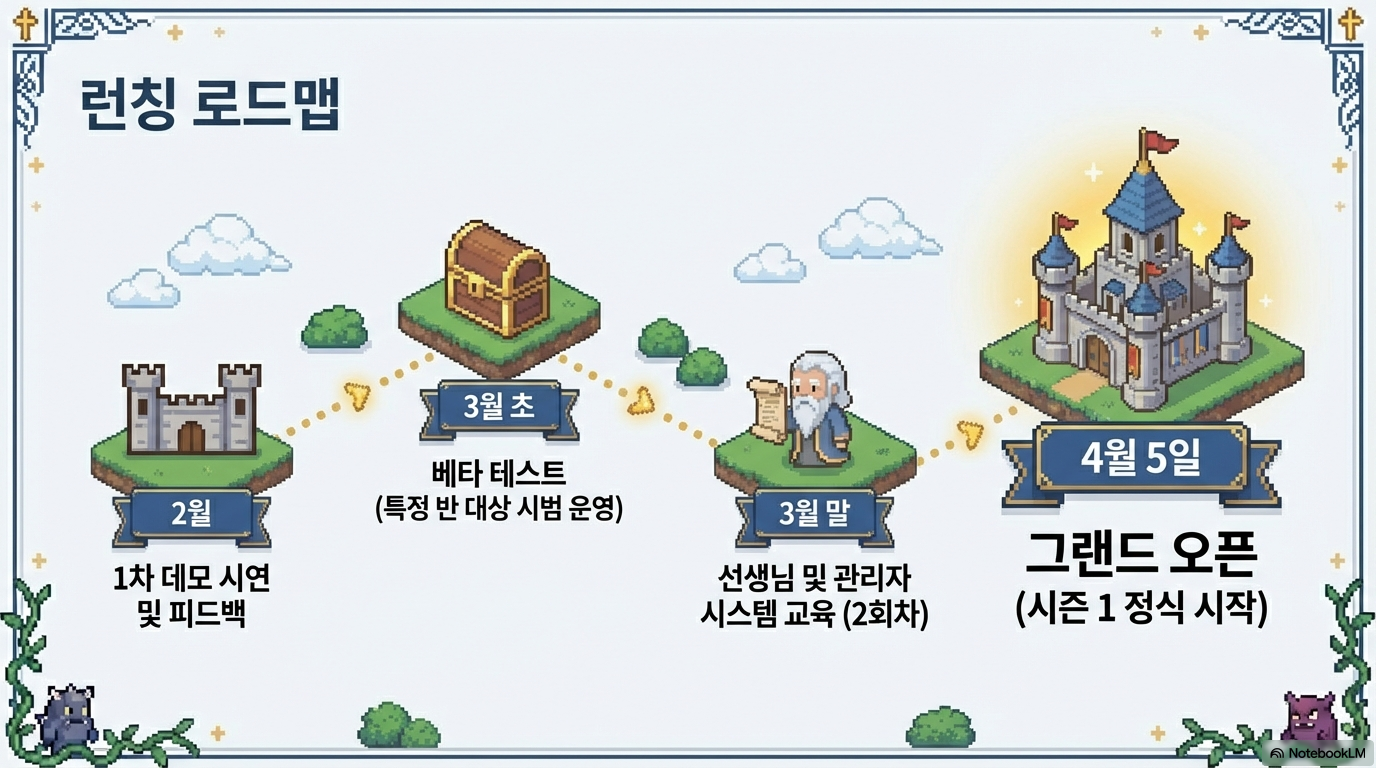 런칭 로드맵
2월
1차 데모 시연
및 피드백
3월 초
베타 테스트
(특정 반 대상 시범 운영)
3월 말
선생님 및 관리자
시스템 교육 (2회차)
4월 5일
그랜드 오픈
(시즌 1 정식 시작)
NotebookLM